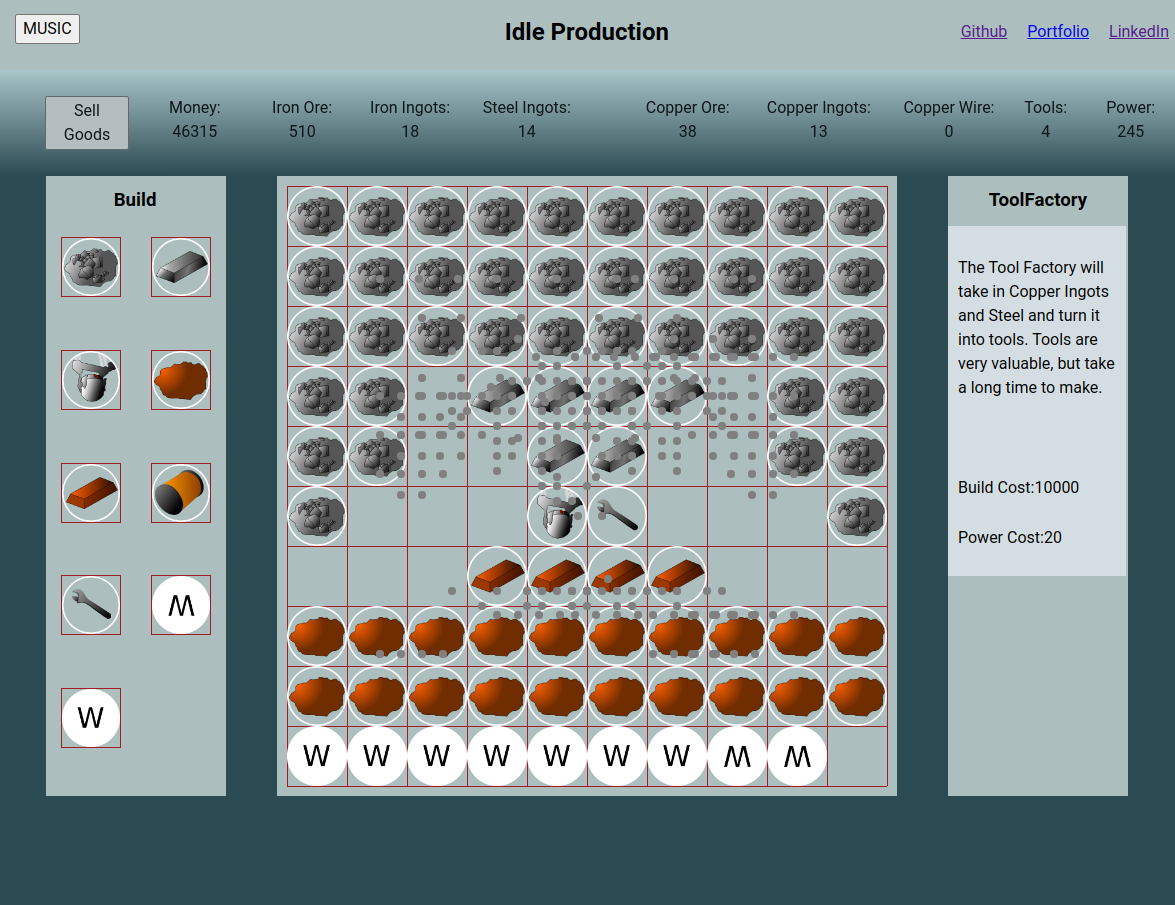 MUSIC
Idle Production
Github Portfolio LinkedIn
Sell Goods
Money: 46315
Iron Ore: 510
Iron Ingots: 18
Steel Ingots: 14
Copper Ore: 38
Copper Ingots: 13
Copper Wire: 0
Tools: 4
Power: 245
Build
M
W
W W W W W W W M M
ToolFactory
The Tool Factory will
take in Copper Ingots
and Steel and turn it
into tools. Tools are
very valuable, but take
a long time to make.
Build Cost:10000
Power Cost:20